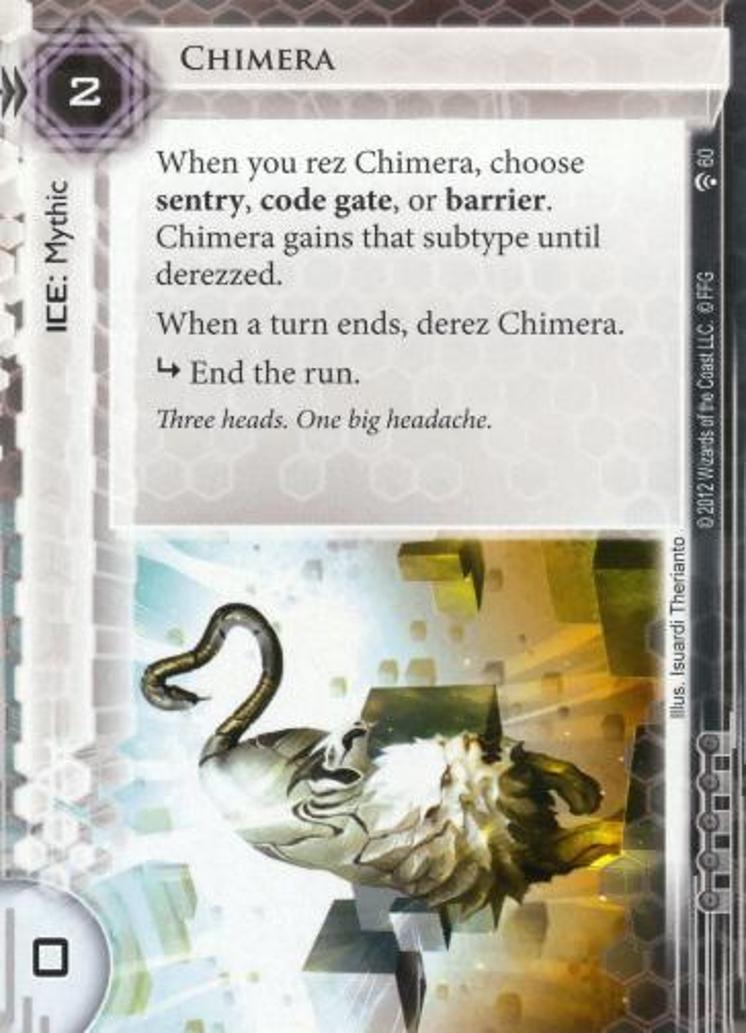 CHIMERA
2
ICE: Mythic
When you rez Chimera, choose
sentry, code gate, or barrier.
Chimera gains that subtype until
derezzed.
When a turn ends, derez Chimera.
↳ End the run.
Three heads. One big headache.
60
© 2012 Wizards of the Coast LLC. © FFG
Illus. Isuardi Therianto
0